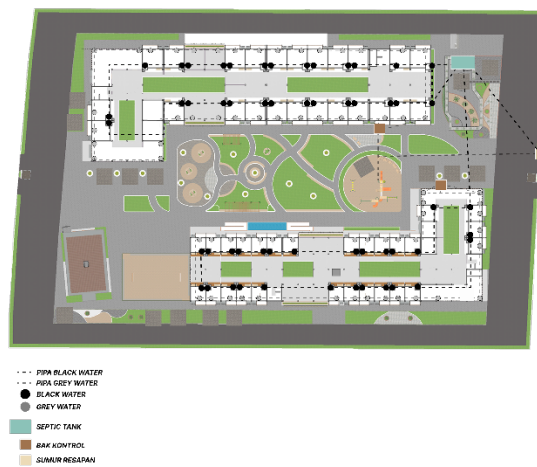 PIPA BLACK WATER
PIPA GREY WATER
BLACK WATER
GREY WATER
SEPTIC TANK
BAK KONTROL
SUMUR RESAPAN